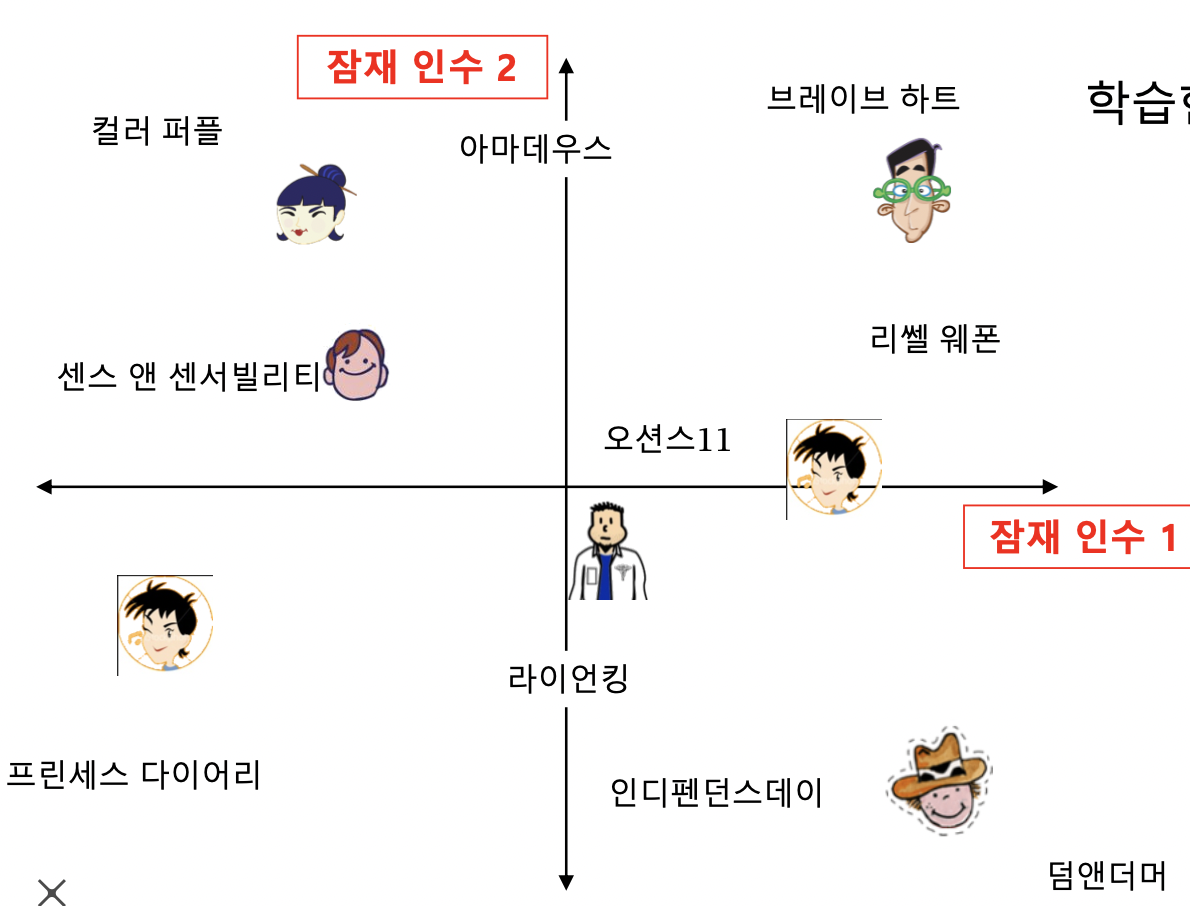 잠재 인수 2
브레이브 하트
학습
컬러 퍼플
아마데우스
리쎌 웨폰
센스 앤 센서빌리티
오션스11
잠재 인수 1
라이언킹
프린세스 다이어리
인디펜던스데이
덤앤더머